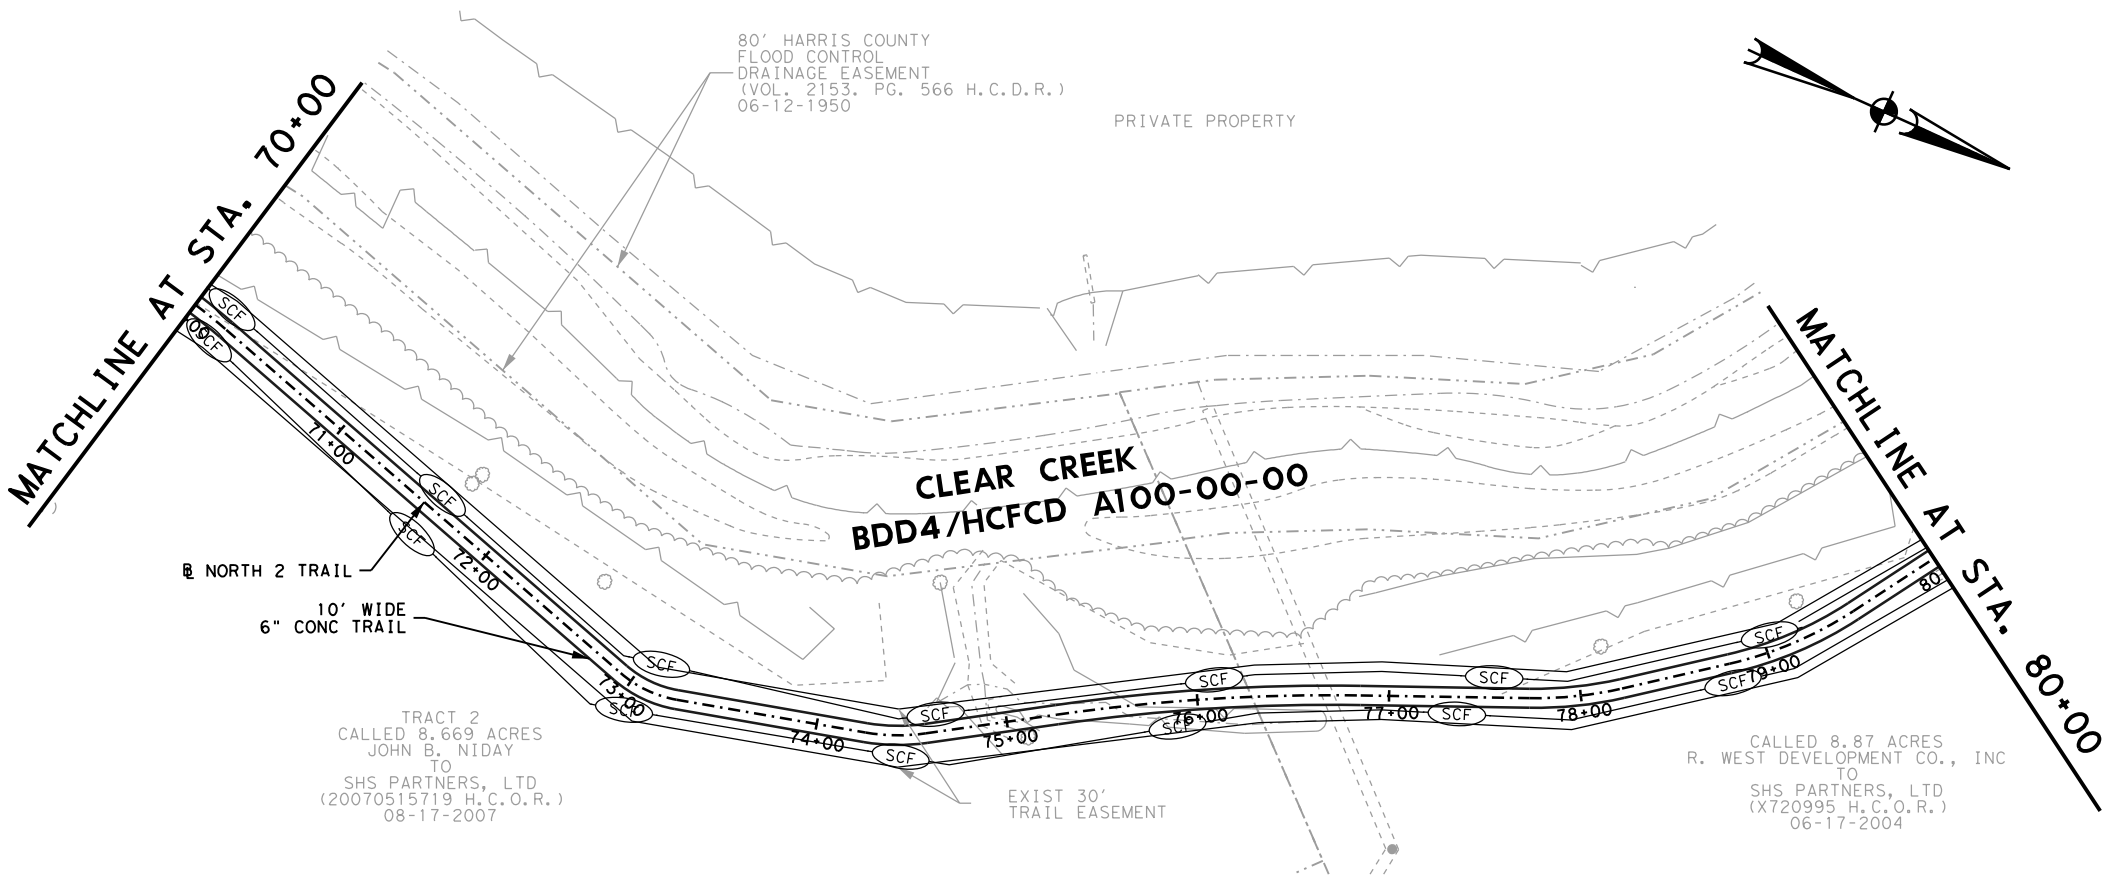 80' HARRIS COUNTY
FLOOD CONTROL
DRAINAGE EASEMENT
(VOL. 2153. PG. 566 H.C.D.R.)
06-12-1950
PRIVATE PROPERTY
MATCHLINE AT STA. 70+00
MATCHLINE AT STA. 80+00
CLEAR CREEK
BDD4/HCFCD A100-00-00
SCF
SCF
71+00
SCF
SCF
72+00
℄ NORTH 2 TRAIL
10' WIDE
6" CONC TRAIL
73+00
SCF
SCF
74+00
SCF
SCF
75+00
SCF
SCF
76+00
77+00
SCF
SCF
78+00
SCF
SCF
79+00
80
TRACT 2
CALLED 8.669 ACRES
JOHN B. NIDAY
TO
SHS PARTNERS, LTD
(20070515719 H.C.O.R.)
08-17-2007
EXIST 30'
TRAIL EASEMENT
CALLED 8.87 ACRES
R. WEST DEVELOPMENT CO., INC
TO
SHS PARTNERS, LTD
(X720995 H.C.O.R.)
06-17-2004